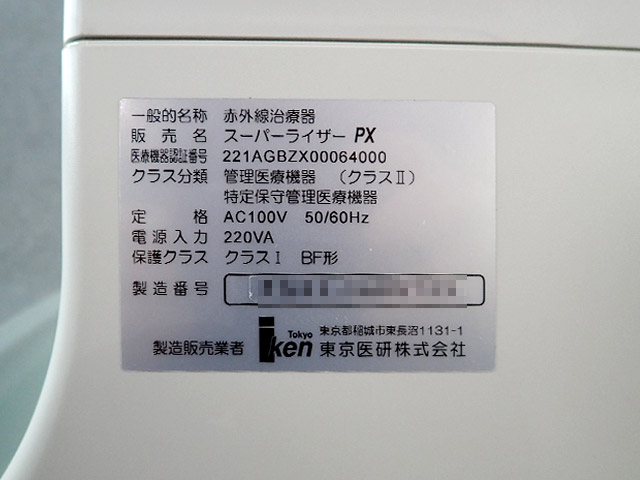 一般的名称 赤外線治療器
販売名 スーパーライザー PX
医療機器認証番号 221AGBZX00064000
クラス分類 管理医療機器 （クラスⅡ）
特定保守管理医療機器
定格 AC100V 50/60Hz
電源入力 220VA
保護クラス クラスⅠ BF形
製造番号
製造販売業者 Tokyo iken 東京都稲城市東長沼1131-1
東京医研株式会社